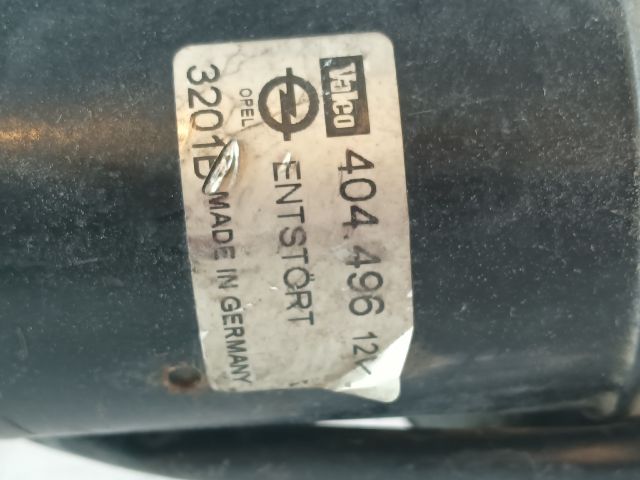 Valeo 404.496 12V
ENTSTÖRT
OPEL
3201D MADE IN GERMANY